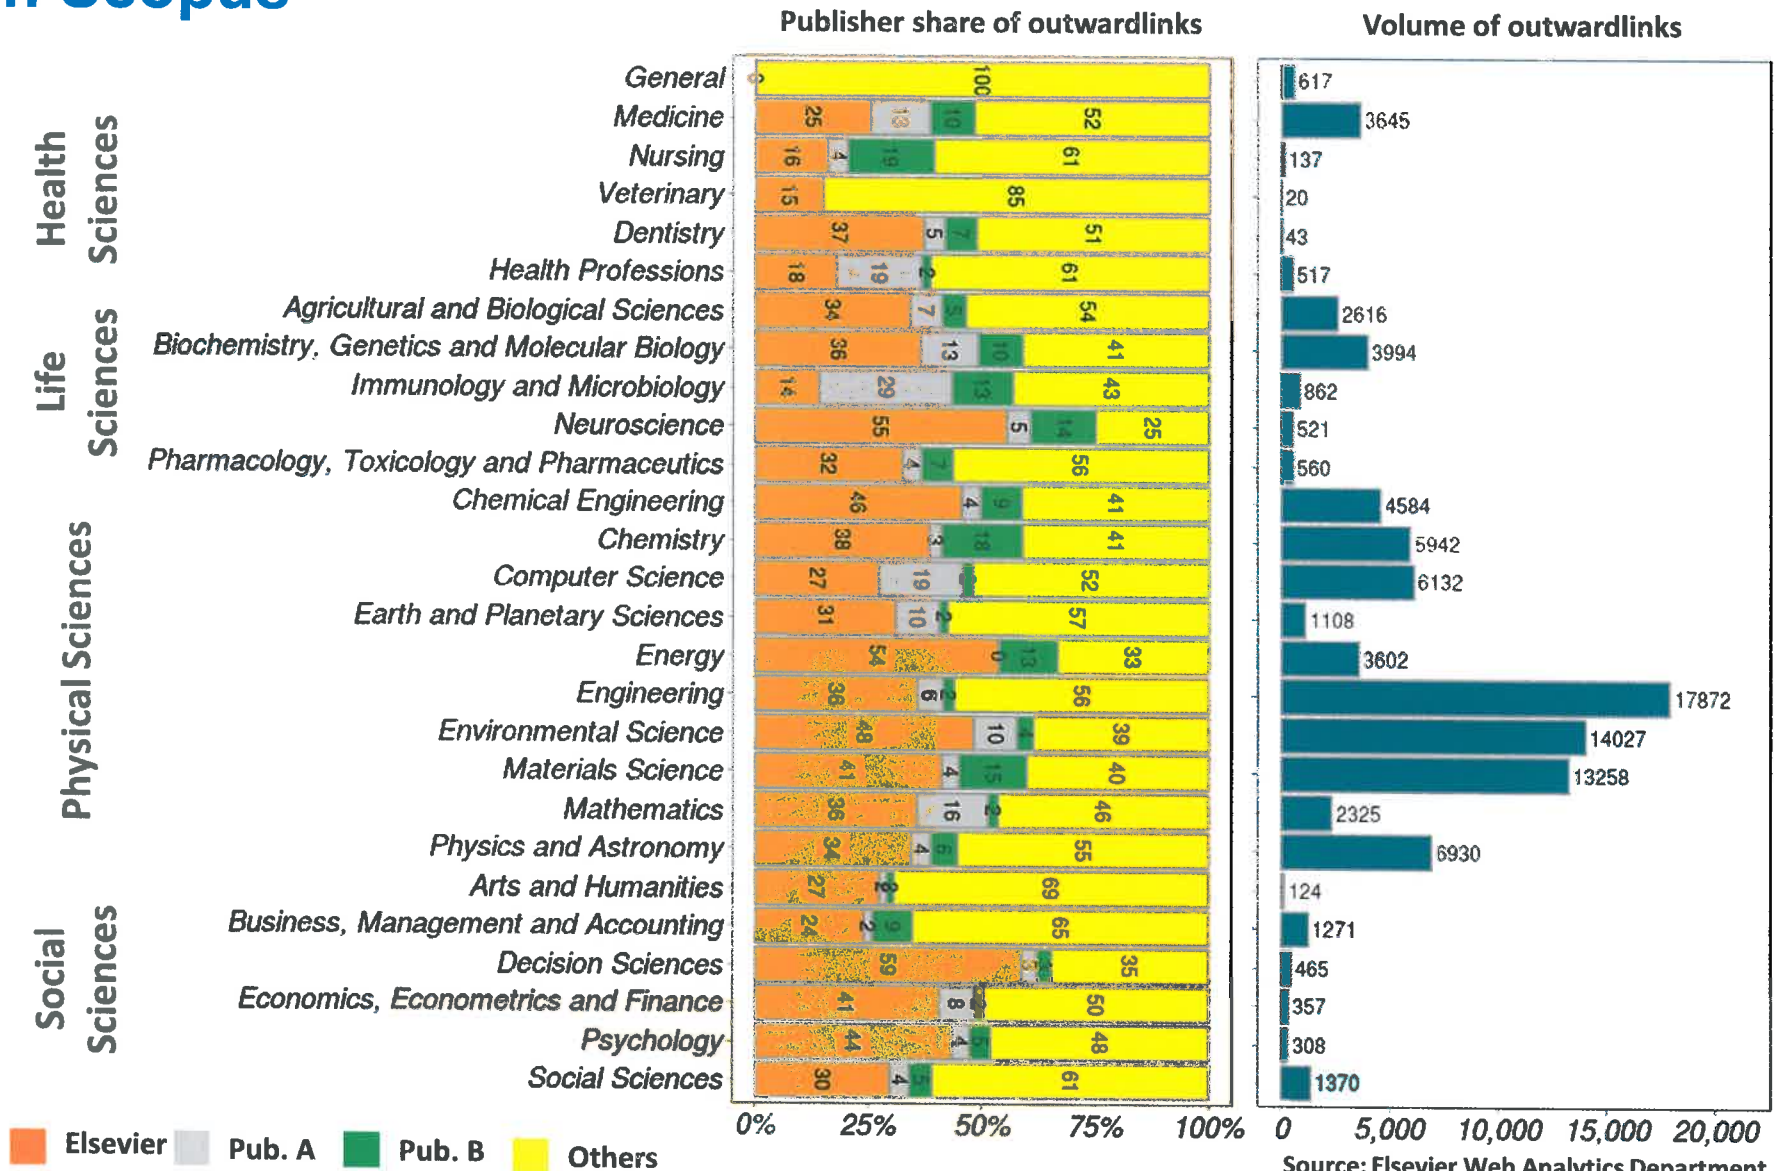 Scopus
Publisher share of outwardlinks
Volume of outwardlinks
Health
Sciences
Life
Sciences
Physical Sciences
Social
Sciences
General 0 100 617
Medicine 25 13 10 52 3645
Nursing 16 4 19 61 137
Veterinary 15 85 20
Dentistry 37 5 7 51 43
Health Professions 18 19 2 61 517
Agricultural and Biological Sciences 34 7 5 54 2616
Biochemistry, Genetics and Molecular Biology 36 13 10 41 3994
Immunology and Microbiology 14 29 13 43 862
Neuroscience 55 5 14 25 521
Pharmacology, Toxicology and Pharmaceutics 32 4 7 56 560
Chemical Engineering 46 4 9 41 4584
Chemistry 38 3 18 41 5942
Computer Science 27 19 52 6132
Earth and Planetary Sciences 31 10 2 57 1108
Energy 54 0 13 33 3602
Engineering 36 6 2 56 17872
Environmental Science 48 10 4 39 14027
Materials Science 41 4 15 40 13258
Mathematics 36 16 2 46 2325
Physics and Astronomy 34 4 6 55 6930
Arts and Humanities 27 2 2 69 124
Business, Management and Accounting 24 2 9 65 1271
Decision Sciences 59 3 35 465
Economics, Econometrics and Finance 41 8 50 357
Psychology 44 4 5 48 308
Social Sciences 30 4 5 61 1370
0% 25% 50% 75% 100%
0 5,000 10,000 15,000 20,000
Elsevier Pub. A Pub. B Others
Source: Elsevier Web Analytics Department